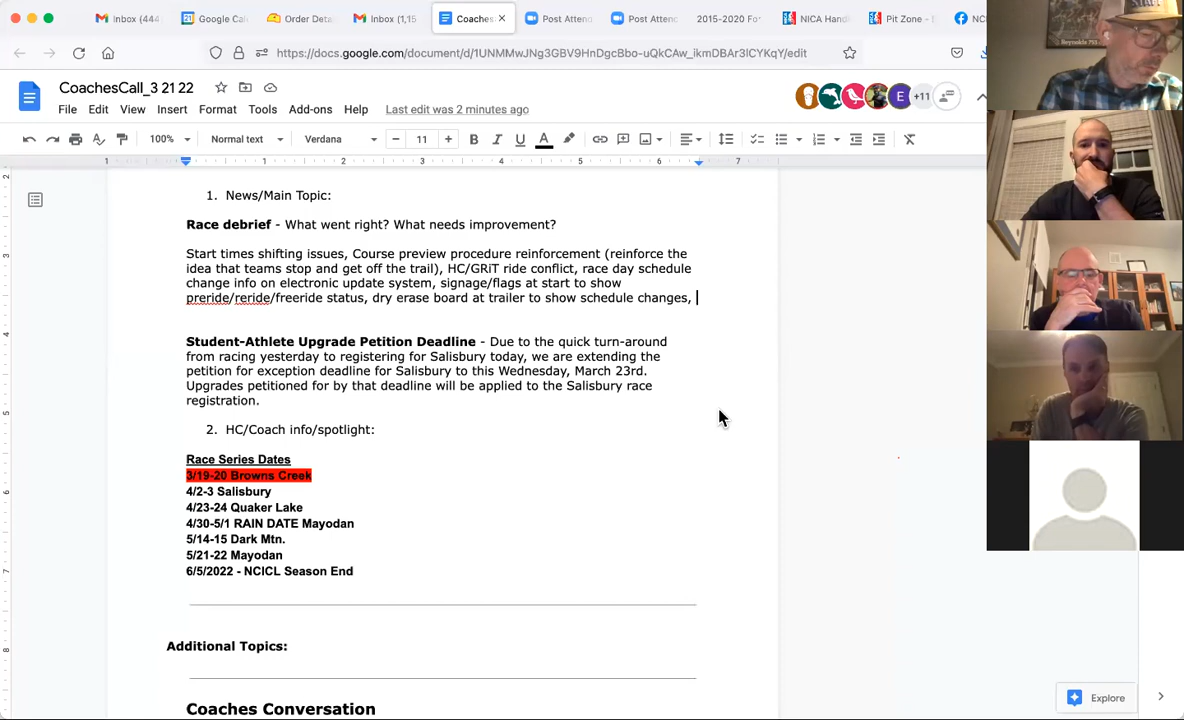 Inbox (444
Google Cal
Order Deta
Inbox (1,15
Coaches
Post Attend
Post Attend
2015-2020 Fo
NICA Hand
Pit Zone -
NC
https://docs.google.com/document/d/1UNMMwJNg3GBV9HnDgcBbo-uQkCAw_ikmDBAr3lCYKqY/edit
CoachesCall_3 21 22
File Edit View Insert Format Tools Add-ons Help Last edit was 2 minutes ago
E +11
100% Normal text Verdana 11 B I U A
1 1 2 3 4 5 6 7
1. News/Main Topic:
Race debrief - What went right? What needs improvement?
Start times shifting issues, Course preview procedure reinforcement (reinforce the
idea that teams stop and get off the trail), HC/GRiT ride conflict, race day schedule
change info on electronic update system, signage/flags at start to show
preride/reride/freeride status, dry erase board at trailer to show schedule changes,
Student-Athlete Upgrade Petition Deadline - Due to the quick turn-around
from racing yesterday to registering for Salisbury today, we are extending the
petition for exception deadline for Salisbury to this Wednesday, March 23rd.
Upgrades petitioned for by that deadline will be applied to the Salisbury race
registration.
2. HC/Coach info/spotlight:
Race Series Dates
3/19-20 Browns Creek
4/2-3 Salisbury
4/23-24 Quaker Lake
4/30-5/1 RAIN DATE Mayodan
5/14-15 Dark Mtn.
5/21-22 Mayodan
6/5/2022 - NCICL Season End
Additional Topics:
Coaches Conversation
Explore